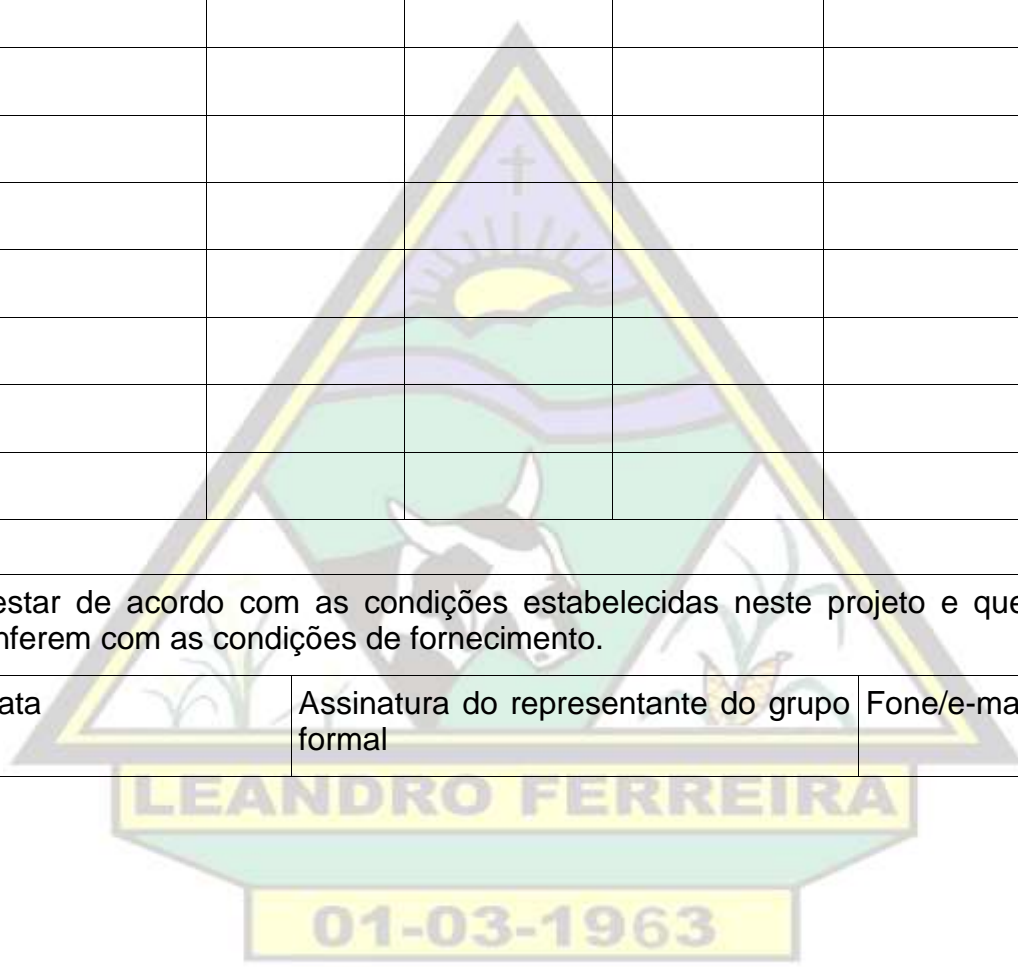 estar de acordo com as condições estabelecidas neste projeto e que
nferem com as condições de fornecimento.
ata
Assinatura do representante do grupo
formal
Fone/e-ma
LEANDRO FERREIRA
01-03-1963